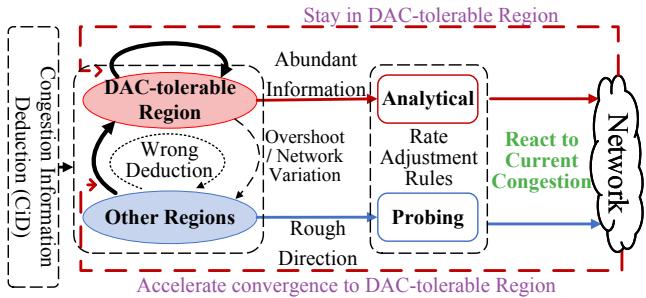 Stay in DAC-tolerable Region
Congestion Information
Deduction (CiD)
DAC-tolerable
Region
Wrong
Deduction
Overshoot
/ Network
Variation
Other Regions
Abundant
Information
Rough
Direction
Analytical
Rate
Adjustment
Rules
Probing
React to
Current
Congestion
Network
Accelerate convergence to DAC-tolerable Region